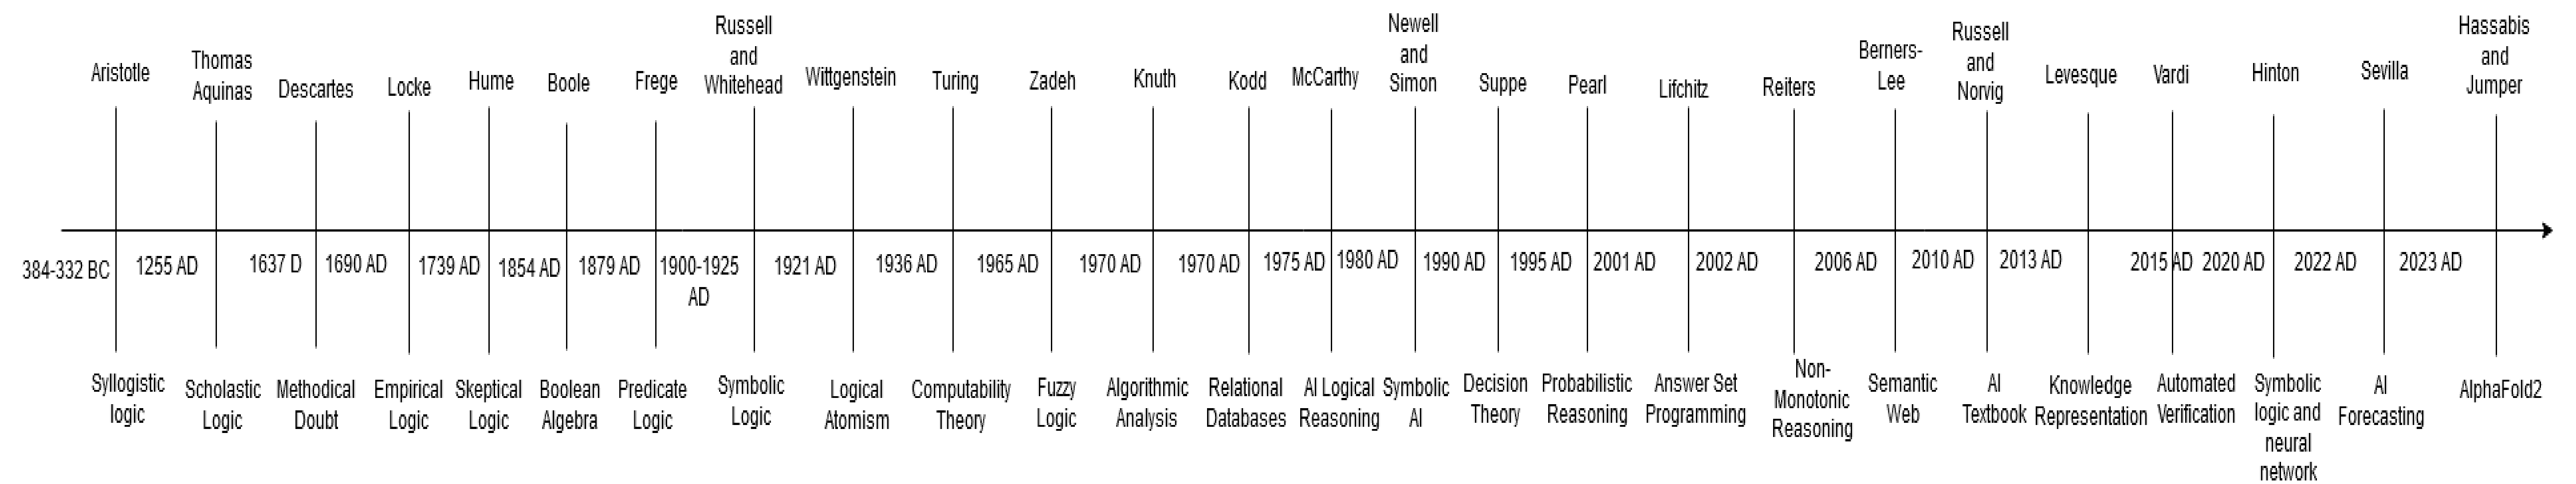 Aristotle
Thomas
Aquinas
Descartes
Locke
Hume
Boole
Frege
Russell
and
Whitehead
Wittgenstein
Turing
Zadeh
Knuth
Kodd
McCarthy
Newell
and
Simon
Suppe
Pearl
Lifchitz
Reiters
Berners-
Lee
Russell
and
Norvig
Levesque
Vardi
Hinton
Sevilla
Hassabis
and
Jumper
384-332 BC
1255 AD
1637 D
1690 AD
1739 AD
1854 AD
1879 AD
1900-1925
AD
1921 AD
1936 AD
1965 AD
1970 AD
1970 AD
1975 AD
1980 AD
1990 AD
1995 AD
2001 AD
2002 AD
2006 AD
2010 AD
2013 AD
2015 AD
2020 AD
2022 AD
2023 AD
Syllogistic
logic
Scholastic
Logic
Methodical
Doubt
Empirical
Logic
Skeptical
Logic
Boolean
Algebra
Predicate
Logic
Symbolic
Logic
Logical
Atomism
Computability
Theory
Fuzzy
Logic
Algorithmic
Analysis
Relational
Databases
AI Logical
Reasoning
Symbolic
AI
Decision
Theory
Probabilistic
Reasoning
Answer Set
Programming
Non-
Monotonic
Reasoning
Semantic
Web
AI
Textbook
Knowledge
Representation
Automated
Verification
Symbolic
logic and
neural
network
AI
Forecasting
AlphaFold2